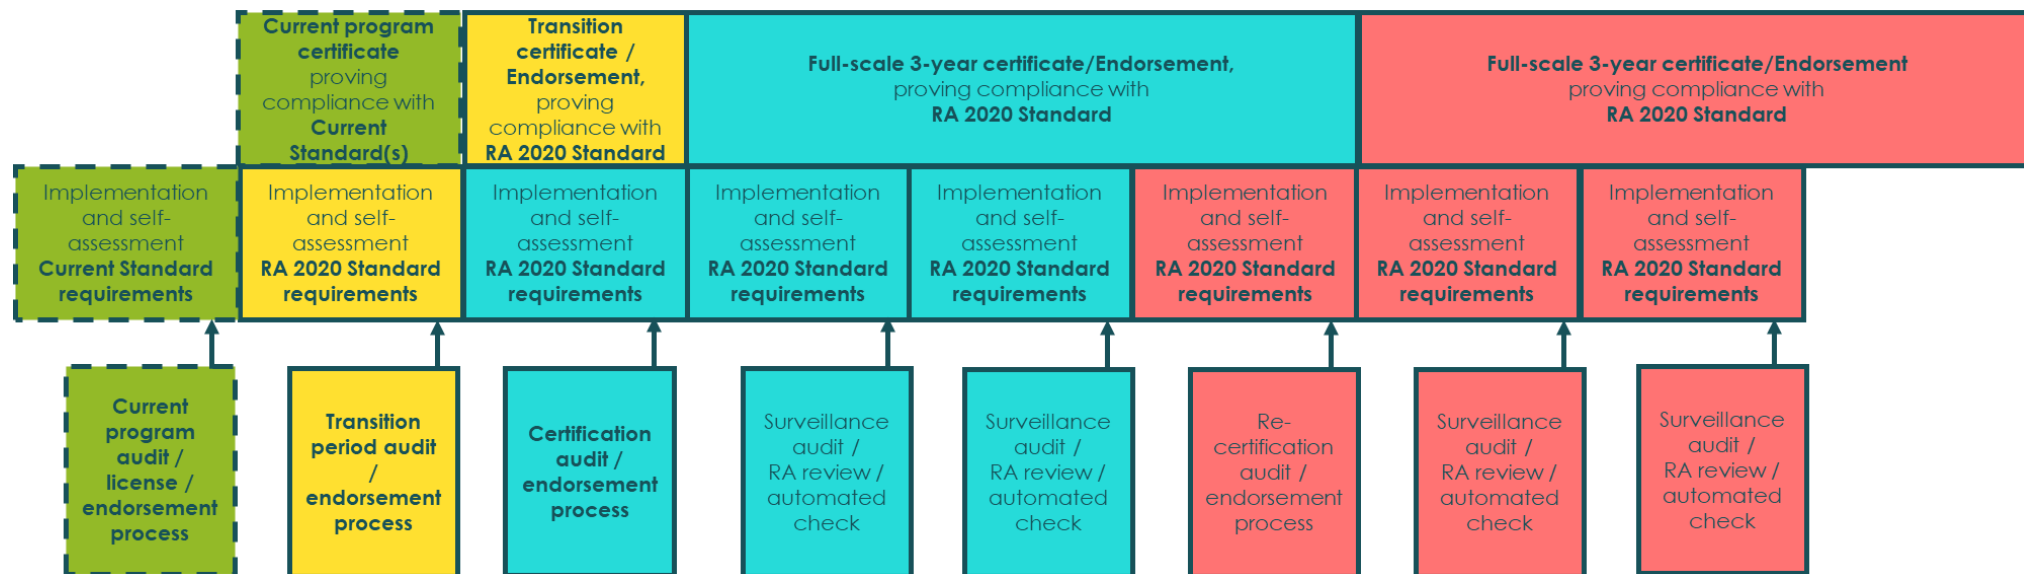 Current program
certificate
proving
compliance with
Current
Standard(s)
Transition
certificate /
Endorsement,
proving
compliance with
RA 2020 Standard
Full-scale 3-year certificate/Endorsement,
proving compliance with
RA 2020 Standard
Full-scale 3-year certificate/Endorsement
proving compliance with
RA 2020 Standard
Implementation
and self-
assessment
Current Standard
requirements
Implementation
and self-
assessment
RA 2020 Standard
requirements
Implementation
and self-
assessment
RA 2020 Standard
requirements
Implementation
and self-
assessment
RA 2020 Standard
requirements
Implementation
and self-
assessment
RA 2020 Standard
requirements
Implementation
and self-
assessment
RA 2020 Standard
requirements
Implementation
and self-
assessment
RA 2020 Standard
requirements
Implementation
and self-
assessment
RA 2020 Standard
requirements
Current
program
audit /
license /
endorsement
process
Transition
period audit
/
endorsement
process
Certification
audit /
endorsement
process
Surveillance
audit /
RA review /
automated
check
Surveillance
audit /
RA review /
automated
check
Re-
certification
audit /
endorsement
process
Surveillance
audit /
RA review /
automated
check
Surveillance
audit /
RA review /
automated
check